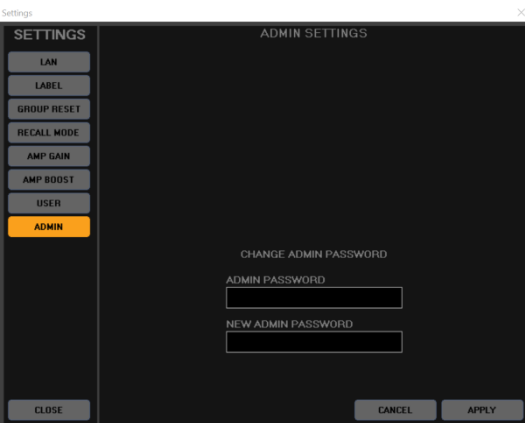 Settings
SETTINGS
LAN
LABEL
GROUP RESET
RECALL MODE
AMP GAIN
AMP BOOST
USER
ADMIN
CLOSE
ADMIN SETTINGS
CHANGE ADMIN PASSWORD
ADMIN PASSWORD
NEW ADMIN PASSWORD
CANCEL
APPLY